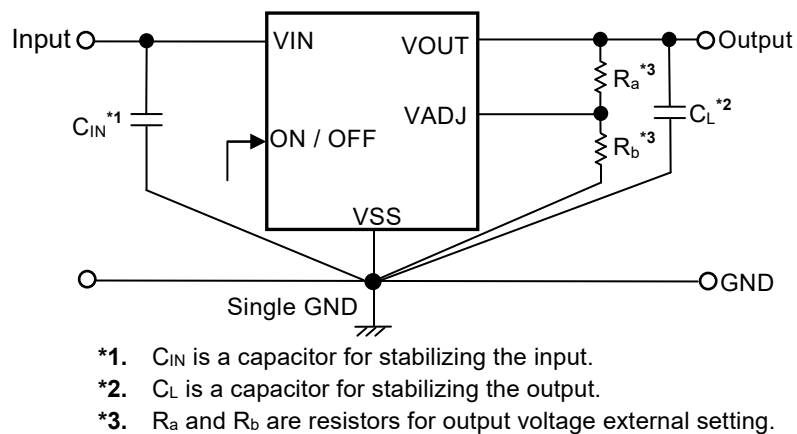 Input
VIN
VOUT
Output
Ra*3
CIN*1
VADJ
CL*2
ON / OFF
Rb*3
VSS
GND
Single GND
*1. CIN is a capacitor for stabilizing the input.
*2. CL is a capacitor for stabilizing the output.
*3. Ra and Rb are resistors for output voltage external setting.